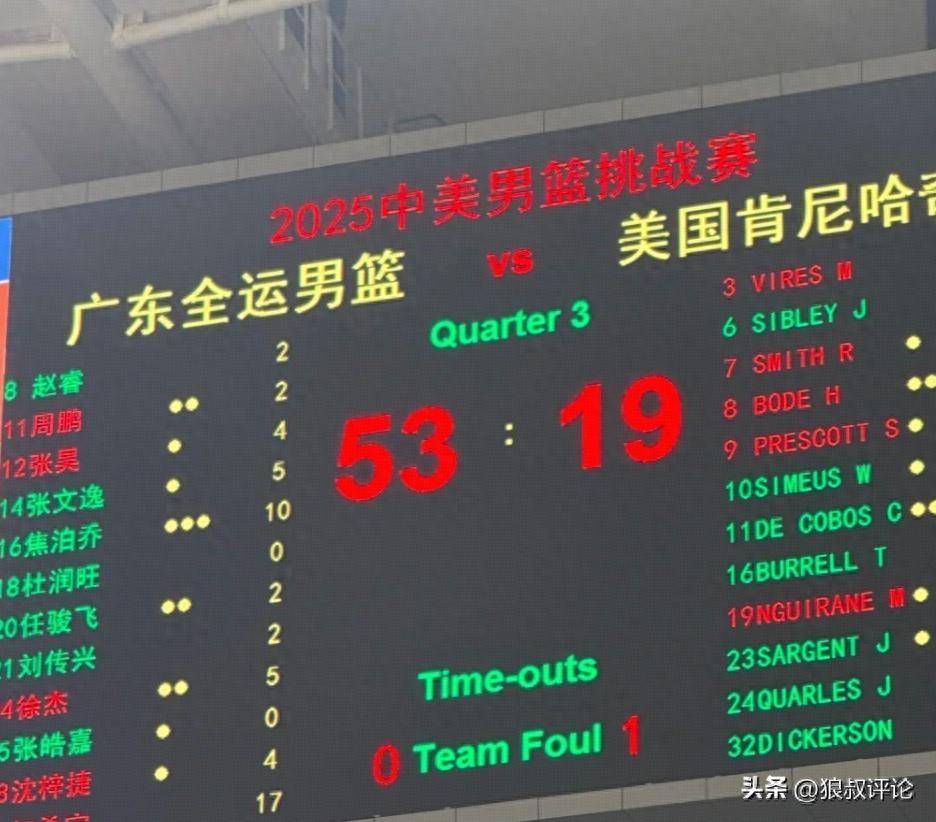 2025中美男篮挑战赛
广东全运男篮 vs 美国肯尼哈
Quarter 3
53 : 19
8 赵睿 2
11周鹏 2
12张昊 4
14张文逸 5
16焦泊乔 10
18杜润旺 0
20任骏飞 2
1刘传兴 2
4徐杰 5
5张皓嘉 0
8沈梓捷 4
17
Time-outs
0 Team Foul 1
3 VIRES M
6 SIBLEY J
7 SMITH R
8 BODE H
9 PRESCOTT S
10SIMEUS W
11DE COBOS C
16BURRELL T
19NGUIRANE M
23SARGENT J
24QUARLES J
32DICKERSON
头条 @狼叔评论